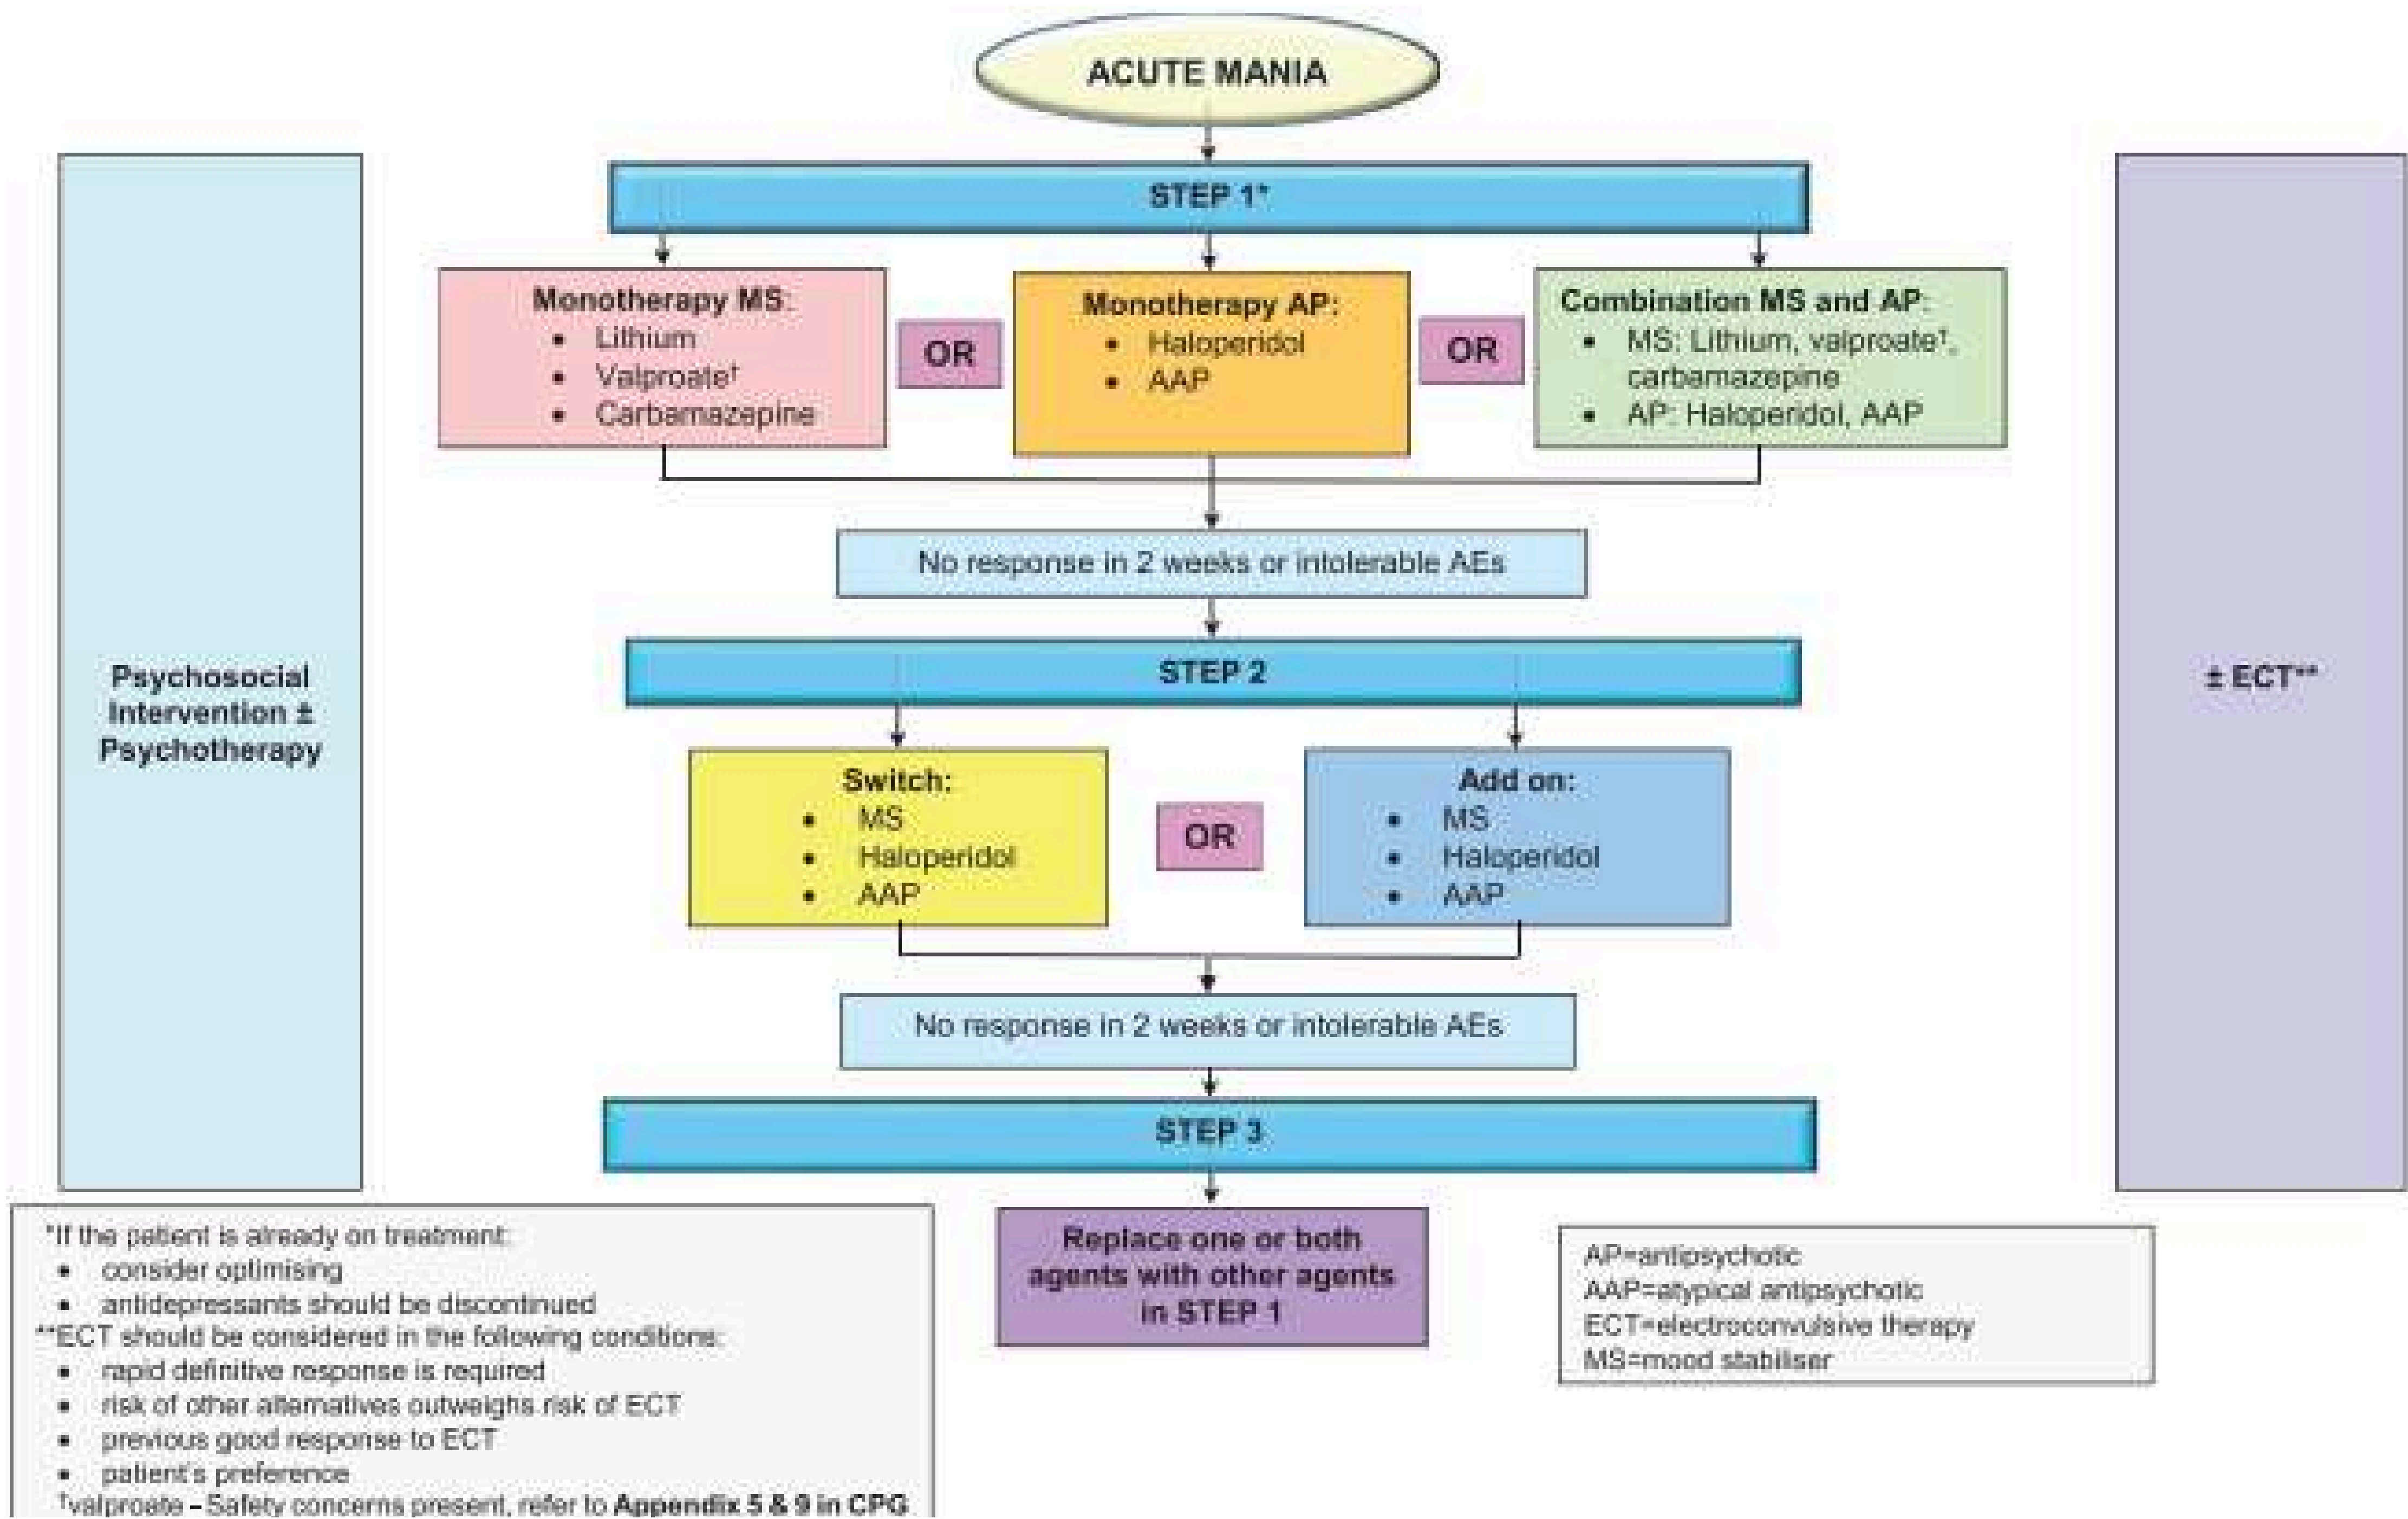 ACUTE MANIA
STEP 1*
Monotherapy MS:
• Lithium
• Valproate†
• Carbamazepine
OR
Monotherapy AP:
• Haloperidol
• AAP
OR
Combination MS and AP:
• MS: Lithium, valproate†,
carbamazepine
• AP: Haloperidol, AAP
No response in 2 weeks or intolerable AEs
STEP 2
Psychosocial
Intervention ±
Psychotherapy
± ECT**
Switch:
• MS
• Haloperidol
• AAP
OR
Add on:
• MS
• Haloperidol
• AAP
No response in 2 weeks or intolerable AEs
STEP 3
Replace one or both
agents with other agents
in STEP 1
*If the patient is already on treatment:
• consider optimising
• antidepressants should be discontinued
**ECT should be considered in the following conditions:
• rapid definitive response is required
• risk of other alternatives outweighs risk of ECT
• previous good response to ECT
• patient's preference
†valproate – Safety concerns present, refer to Appendix 5 & 9 in CPG
AP=antipsychotic
AAP=atypical antipsychotic
ECT=electroconvulsive therapy
MS=mood stabiliser